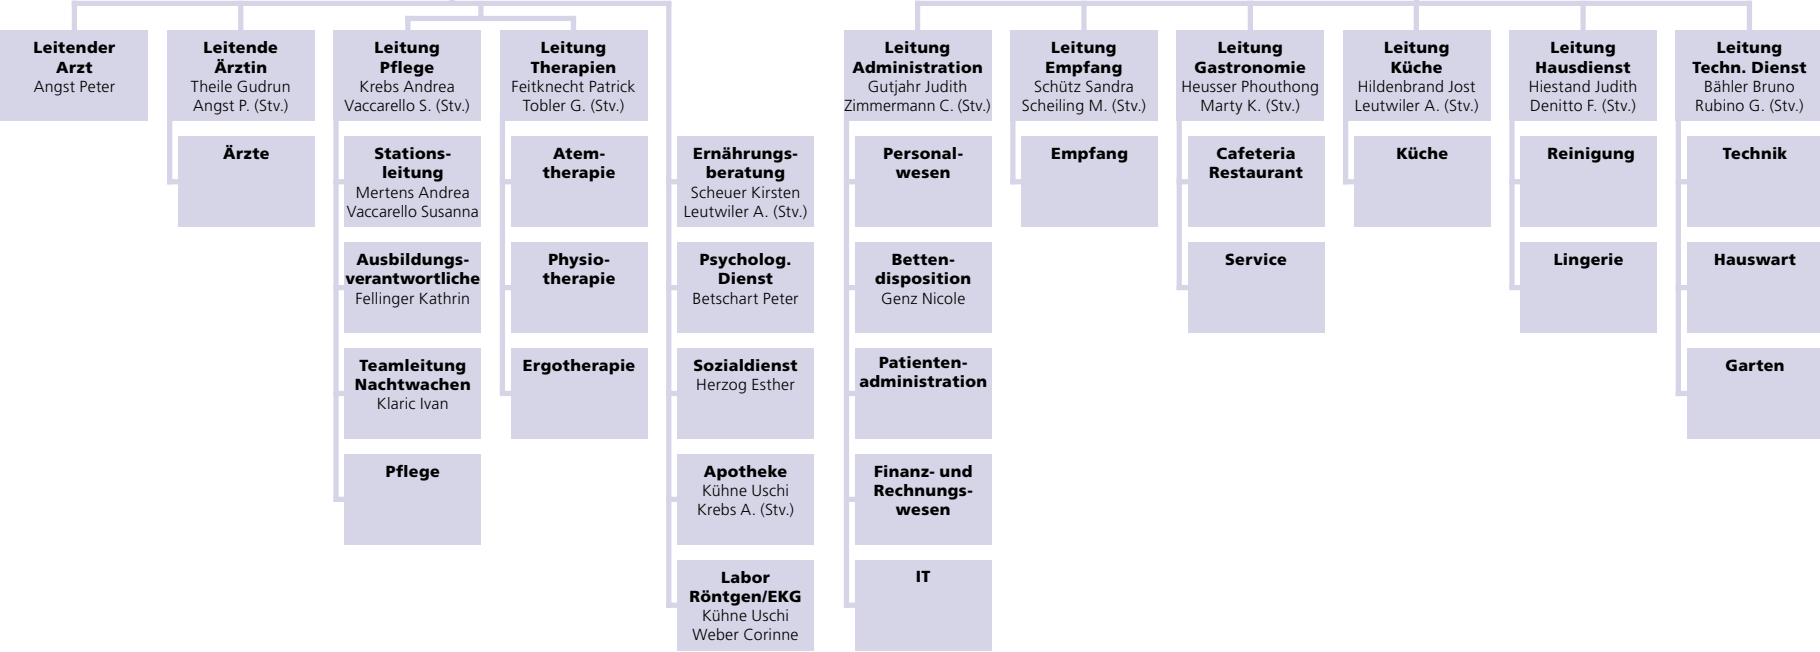 Leitender
Arzt
Angst Peter
Leitende
Ärztin
Theile Gudrun
Angst P. (Stv.)
Ärzte
Leitung
Pflege
Krebs Andrea
Vaccarello S. (Stv.)
Stations-
leitung
Mertens Andrea
Vaccarello Susanna
Ausbildungs-
verantwortliche
Fellinger Kathrin
Teamleitung
Nachtwachen
Klaric Ivan
Pflege
Leitung
Therapien
Feitknecht Patrick
Tobler G. (Stv.)
Atem-
therapie
Physio-
therapie
Ergotherapie
Ernährungs-
beratung
Scheuer Kirsten
Leutwiler A. (Stv.)
Psycholog.
Dienst
Betschart Peter
Sozialdienst
Herzog Esther
Apotheke
Kühne Uschi
Krebs A. (Stv.)
Labor
Röntgen/EKG
Kühne Uschi
Weber Corinne
Leitung
Administration
Gutjahr Judith
Zimmermann C. (Stv.)
Personal-
wesen
Betten-
disposition
Genz Nicole
Patienten-
administration
Finanz- und
Rechnungs-
wesen
IT
Leitung
Empfang
Schütz Sandra
Scheiling M. (Stv.)
Empfang
Leitung
Gastronomie
Heusser Phouthong
Marty K. (Stv.)
Cafeteria
Restaurant
Service
Leitung
Küche
Hildenbrand Jost
Leutwiler A. (Stv.)
Küche
Leitung
Hausdienst
Hiestand Judith
Denitto F. (Stv.)
Reinigung
Lingerie
Leitung
Techn. Dienst
Bähler Bruno
Rubino G. (Stv.)
Technik
Hauswart
Garten